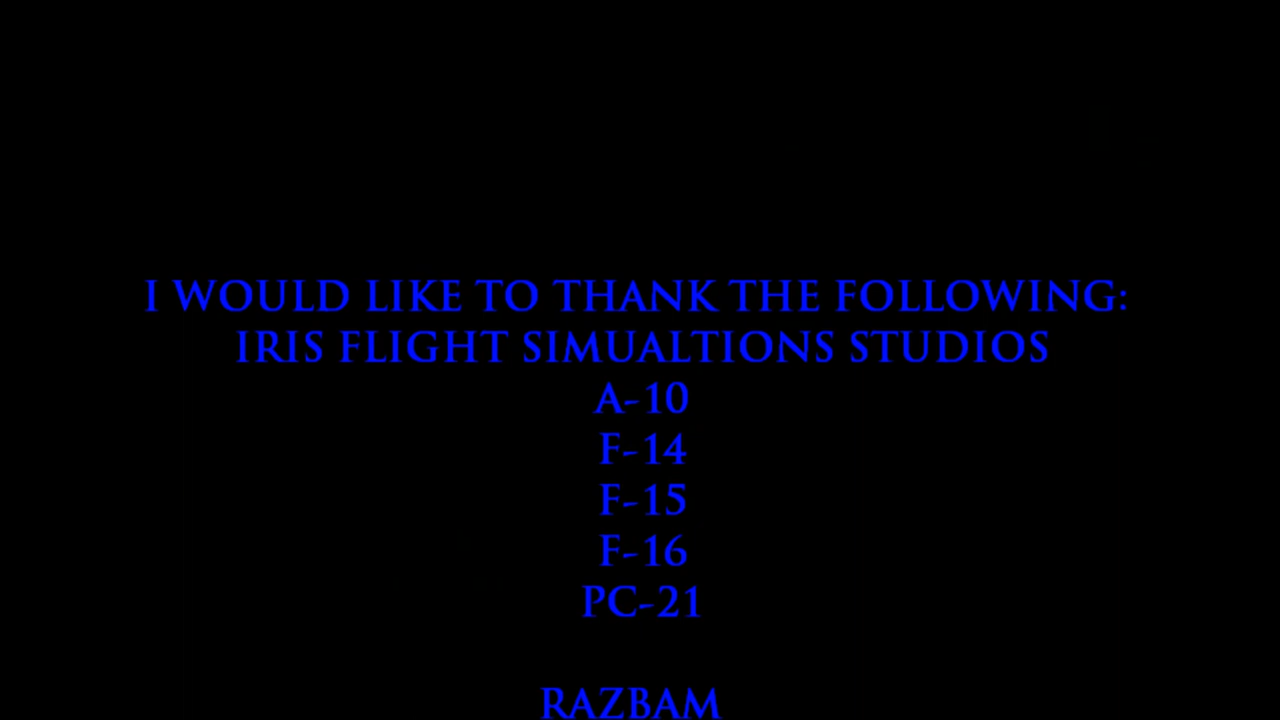 I WOULD LIKE TO THANK THE FOLLOWING:
IRIS FLIGHT SIMUALTIONS STUDIOS
A-10
F-14
F-15
F-16
PC-21
RAZBAM